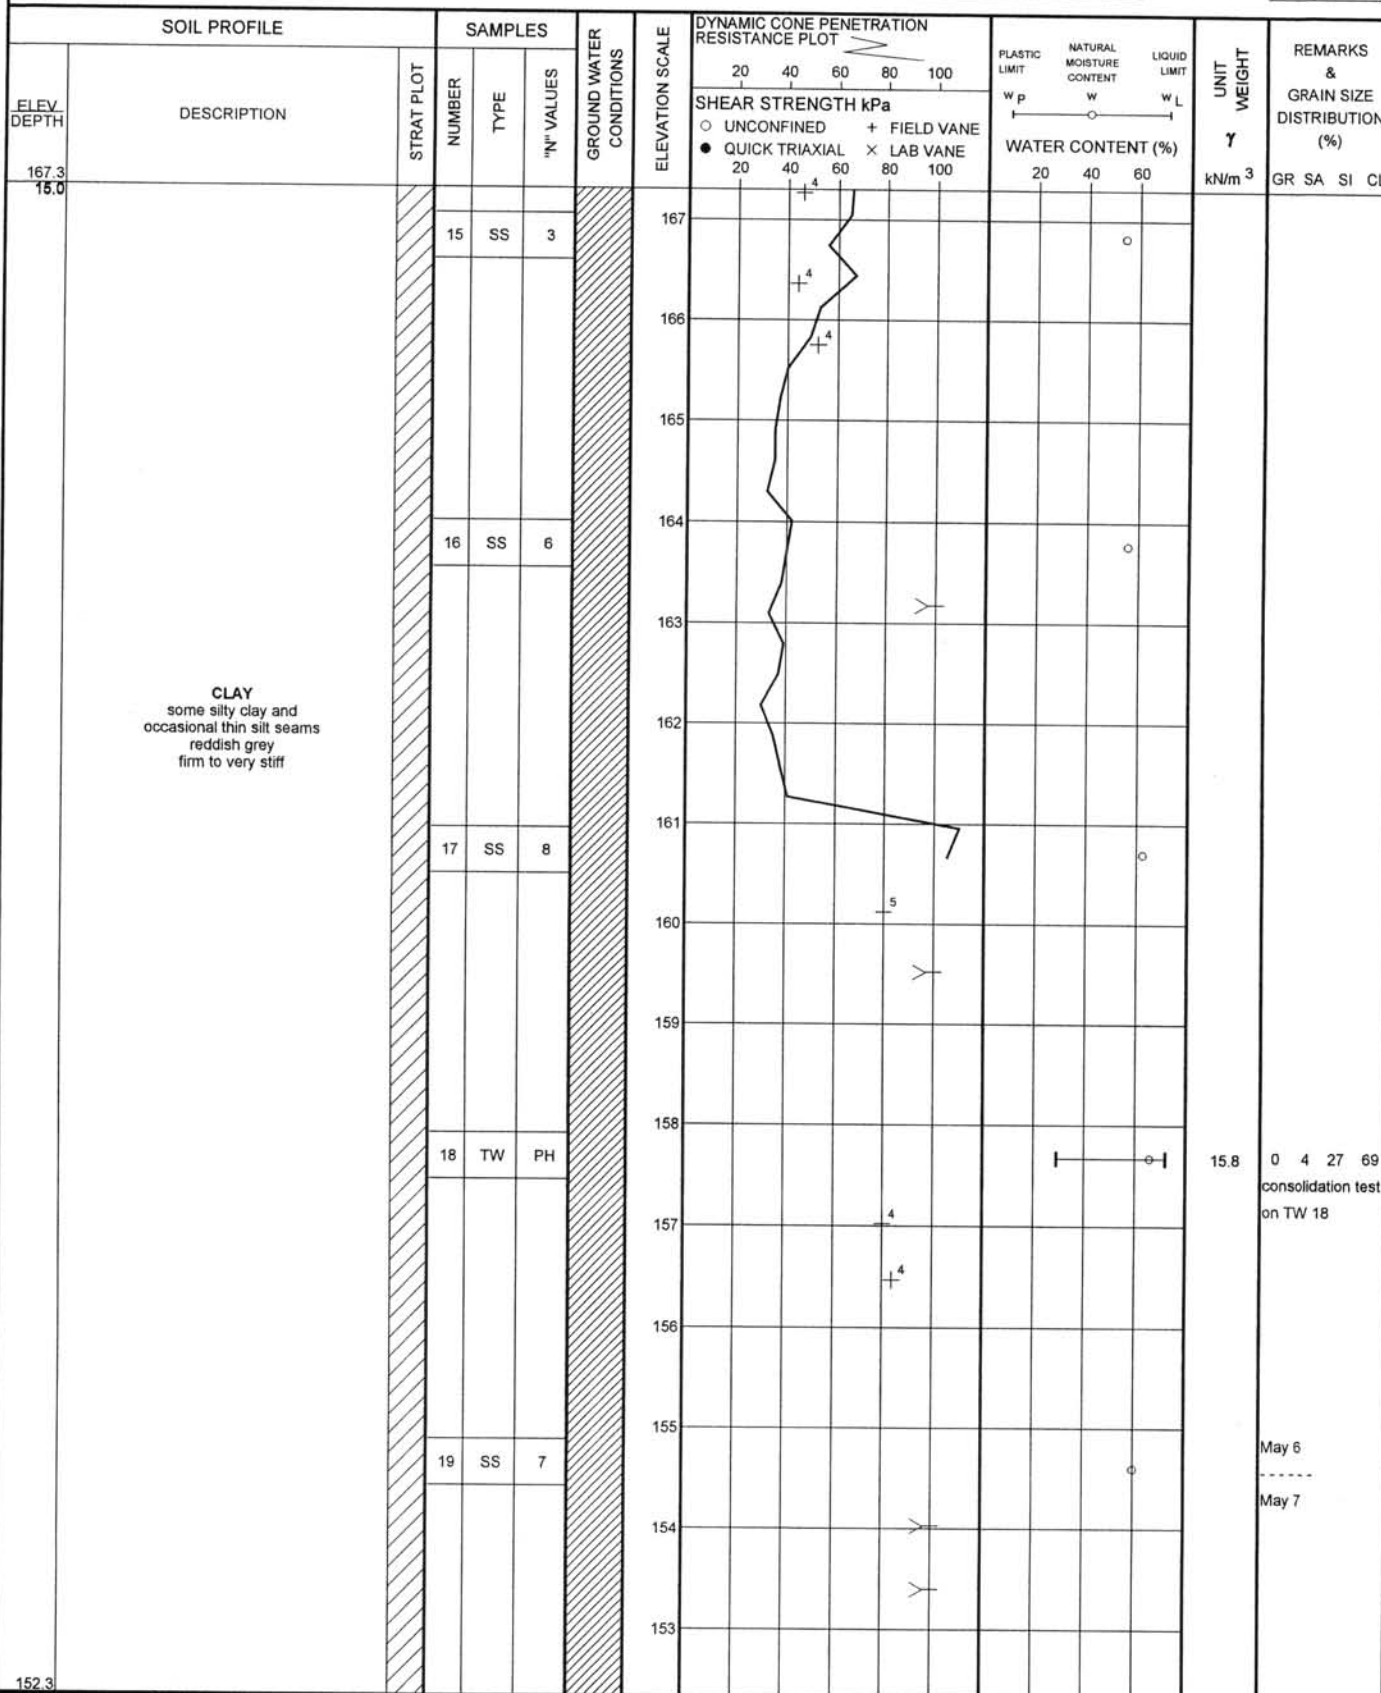 SOIL PROFILE
SAMPLES
GROUND WATER
CONDITIONS
ELEVATION SCALE
DYNAMIC CONE PENETRATION
RESISTANCE PLOT
20 40 60 80 100
SHEAR STRENGTH kPa
○ UNCONFINED + FIELD VANE
● QUICK TRIAXIAL × LAB VANE
20 40 60 80 100
PLASTIC
LIMIT
NATURAL
MOISTURE
CONTENT
LIQUID
LIMIT
W P W W L
WATER CONTENT (%)
20 40 60
UNIT
WEIGHT
γ
kN/m 3
REMARKS
&
GRAIN SIZE
DISTRIBUTION
(%)
GR SA SI CL
ELEV
DEPTH
DESCRIPTION
STRAT PLOT
NUMBER
TYPE
"N" VALUES
167.3
15.0
4
167
15 SS 3
4
166
4
165
164
16 SS 6
163
CLAY
some silty clay and
occasional thin silt seams
reddish grey
firm to very stiff
162
161
17 SS 8
5
160
159
158
18 TW PH
15.8
0 4 27 69
consolidation test
on TW 18
4
157
4
156
155
19 SS 7
May 6
------
May 7
154
153
152.3